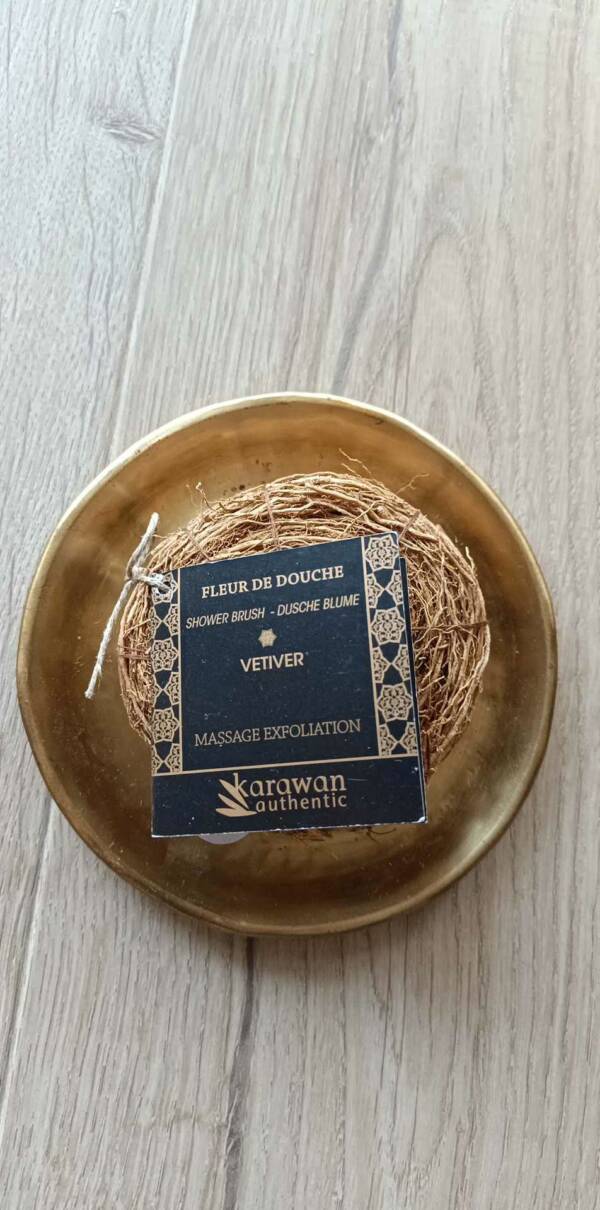 FLEUR DE DOUCHE
SHOWER BRUSH - DUSCHE BLUME
VETIVER
MASSAGE EXFOLIATION
karawan
authentic